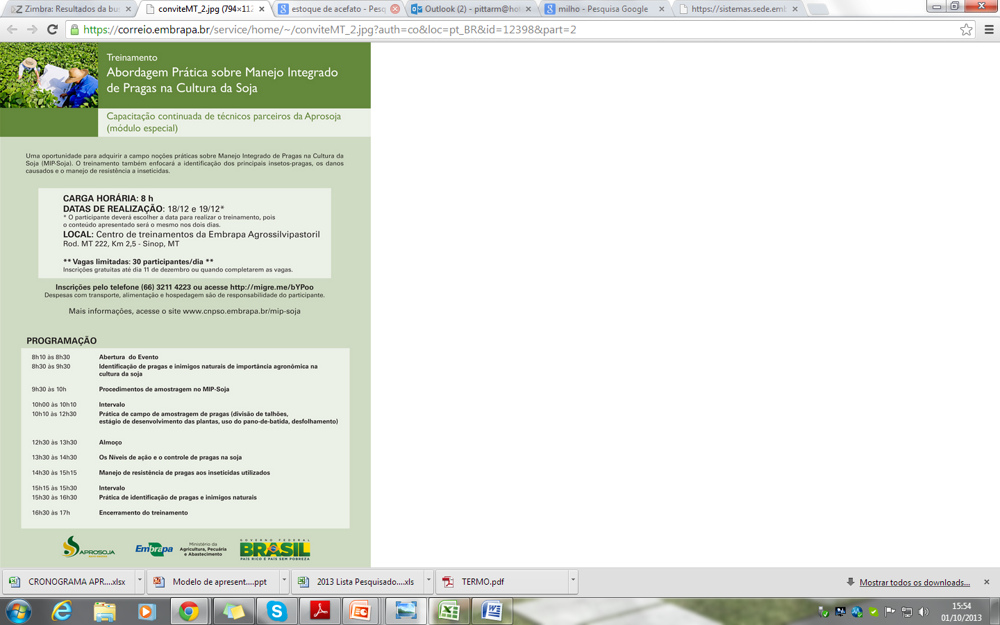 Zimbra: Resultados da bus
conviteMT_2.jpg (794×112
estoque de acefato - Pesq
Outlook (2) - pittarm@hot
milho - Pesquisa Google
https://sistemas.sede.emb
https://correio.embrapa.br/service/home/~/conviteMT_2.jpg?auth=co&loc=pt_BR&id=12398&part=2
Treinamento
Abordagem Prática sobre Manejo Integrado
de Pragas na Cultura da Soja
Capacitação continuada de técnicos parceiros da Aprosoja
(módulo especial)
Uma oportunidade para adquirir a campo noções práticas sobre Manejo Integrado de Pragas na Cultura da
Soja (MIP-Soja). O treinamento também enfocará a identificação dos principais insetos-pragas, os danos
causados e o manejo de resistência a inseticidas.
CARGA HORÁRIA: 8 h
DATAS DE REALIZAÇÃO: 18/12 e 19/12*
* O participante deverá escolher a data para realizar o treinamento, pois
o conteúdo apresentado será o mesmo nos dois dias.
LOCAL: Centro de treinamentos da Embrapa Agrossilvipastoril
Rod. MT 222, Km 2,5 - Sinop, MT
** Vagas limitadas: 30 participantes/dia **
Inscrições gratuitas até dia 11 de dezembro ou quando completarem as vagas.
Inscrições pelo telefone (66) 3211 4223 ou acesse http://migre.me/bYPoo
Despesas com transporte, alimentação e hospedagem são de responsabilidade do participante.
Mais informações, acesse o site www.cnpso.embrapa.br/mip-soja
PROGRAMAÇÃO
8h10 às 8h30 Abertura do Evento
8h30 às 9h30 Identificação de pragas e inimigos naturais de importância agronômica na
cultura da soja
9h30 às 10h Procedimentos de amostragem no MIP-Soja
10h00 às 10h10 Intervalo
10h10 às 12h30 Prática de campo de amostragem de pragas (divisão de talhões,
estágio de desenvolvimento das plantas, uso do pano-de-batida, desfolhamento)
12h30 às 13h30 Almoço
13h30 às 14h30 Os Níveis de ação e o controle de pragas na soja
14h30 às 15h15 Manejo de resistência de pragas aos inseticidas utilizados
15h15 às 15h30 Intervalo
15h30 às 16h30 Prática de identificação de pragas e inimigos naturais
16h30 às 17h Encerramento do treinamento
APROSOJA
MATO GROSSO
Embrapa
Ministério da
Agricultura, Pecuária
e Abastecimento
GOVERNO FEDERAL
BRASIL
PAÍS RICO É PAÍS SEM POBREZA
CRONOGRAMA APR....xlsx
Modelo de apresent....ppt
2013 Lista Pesquisado....xls
TERMO.pdf
Mostrar todos os downloads...
15:54
01/10/2013